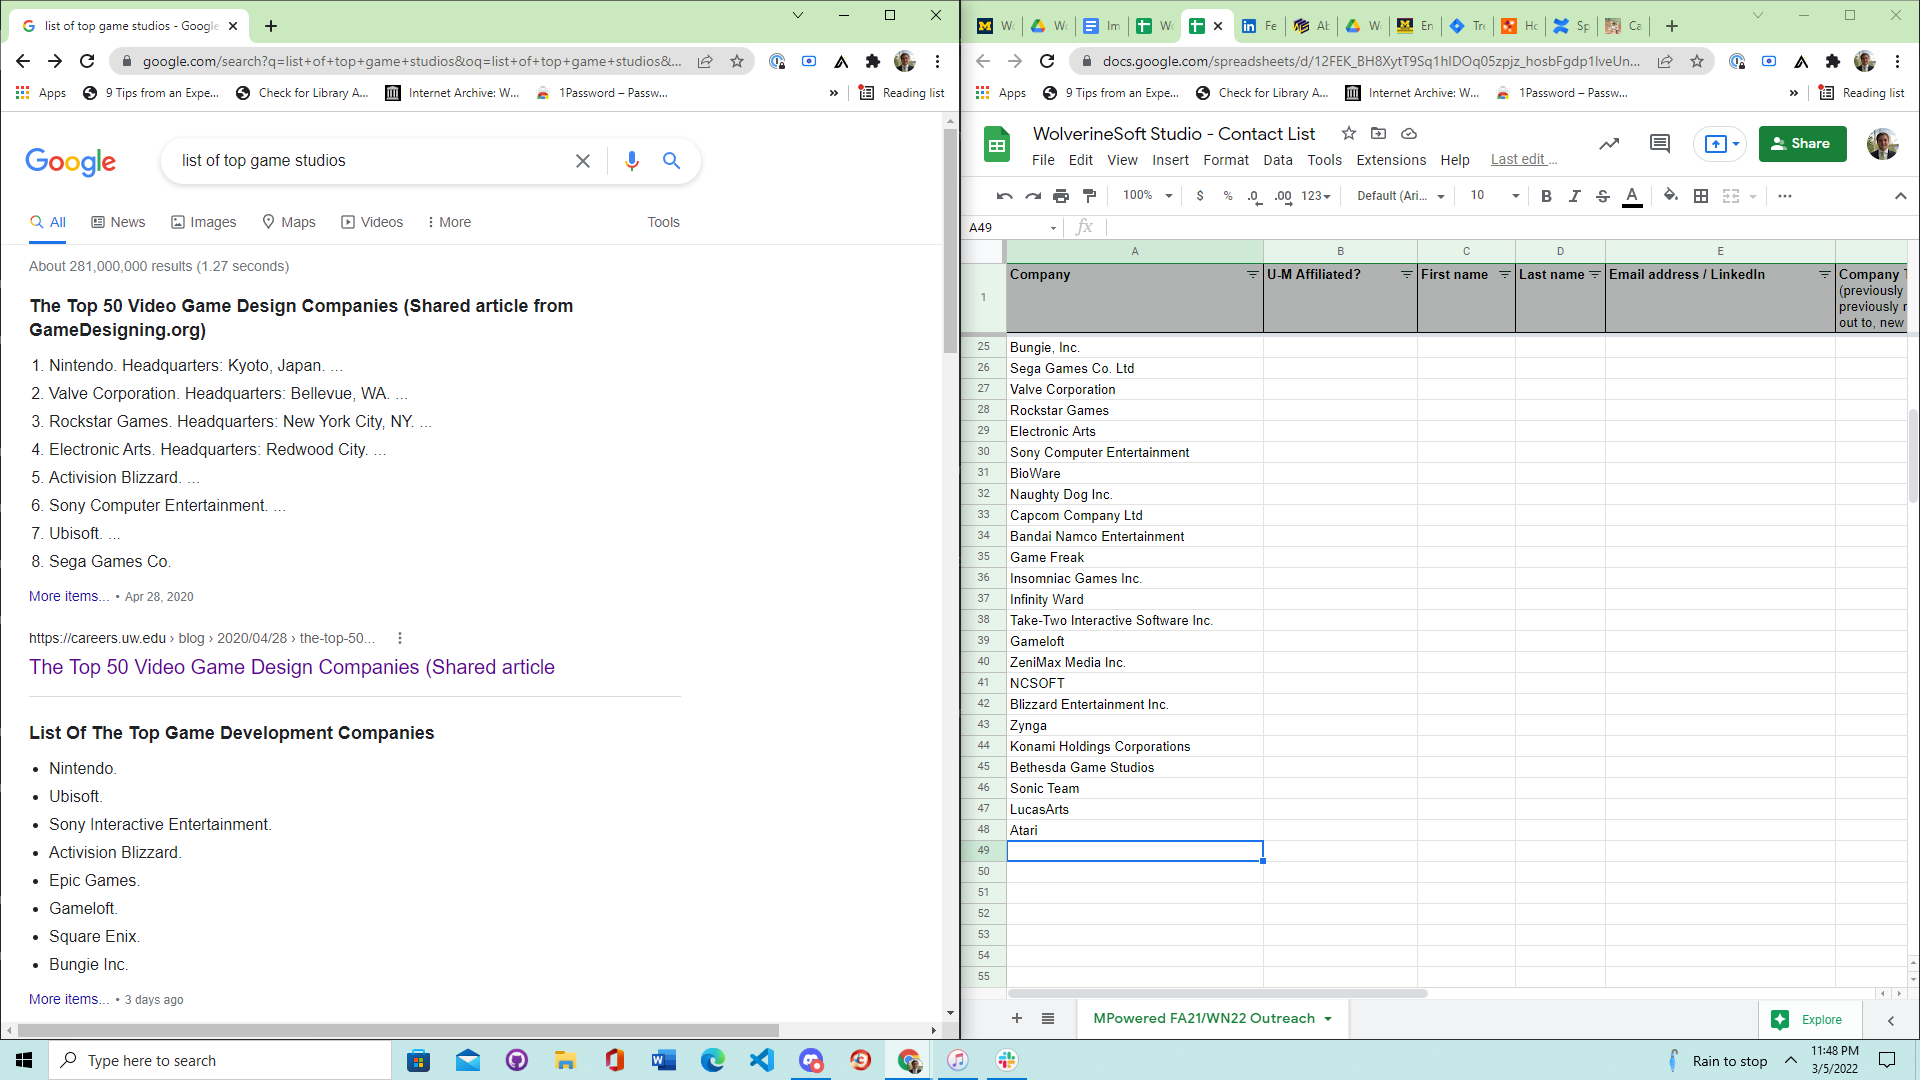 list of top game studios - Google
google.com/search?q=list+of+top+game+studios&oq=list+of+top+game+studios&...
Apps
9 Tips from an Expe...
Check for Library A...
Internet Archive: W...
1Password – Passw...
»
Reading list
Google
list of top game studios
All
News
Images
Maps
Videos
More
Tools
About 281,000,000 results (1.27 seconds)
The Top 50 Video Game Design Companies (Shared article from
GameDesigning.org)
1. Nintendo. Headquarters: Kyoto, Japan. ...
2. Valve Corporation. Headquarters: Bellevue, WA. ...
3. Rockstar Games. Headquarters: New York City, NY. ...
4. Electronic Arts. Headquarters: Redwood City. ...
5. Activision Blizzard. ...
6. Sony Computer Entertainment. ...
7. Ubisoft. ...
8. Sega Games Co.
More items... • Apr 28, 2020
https://careers.uw.edu › blog › 2020/04/28 › the-top-50...
The Top 50 Video Game Design Companies (Shared article
List Of The Top Game Development Companies
• Nintendo.
• Ubisoft.
• Sony Interactive Entertainment.
• Activision Blizzard.
• Epic Games.
• Gameloft.
• Square Enix.
• Bungie Inc.
More items... • 3 days ago
docs.google.com/spreadsheets/d/12FEK_BH8XytT9Sq1hIDOq05zpjz_hosbFgdp1IveUn...
Apps
9 Tips from an Expe...
Check for Library A...
Internet Archive: W...
1Password – Passw...
»
Reading list
WolverineSoft Studio - Contact List
File Edit View Insert Format Data Tools Extensions Help Last edit ...
Share
100% $ % .0 .00 123 Default (Ari... 10 B I S A
A49 fx
A B C D E
1 Company U-M Affiliated? First name Last name Email address / LinkedIn
(previously
out to, new
25 Bungie, Inc.
26 Sega Games Co. Ltd
27 Valve Corporation
28 Rockstar Games
29 Electronic Arts
30 Sony Computer Entertainment
31 BioWare
32 Naughty Dog Inc.
33 Capcom Company Ltd
34 Bandai Namco Entertainment
35 Game Freak
36 Insomniac Games Inc.
37 Infinity Ward
38 Take-Two Interactive Software Inc.
39 Gameloft
40 ZeniMax Media Inc.
41 NCSOFT
42 Blizzard Entertainment Inc.
43 Zynga
44 Konami Holdings Corporations
45 Bethesda Game Studios
46 Sonic Team
47 LucasArts
48 Atari
49
50
51
52
53
54
55
MPowered FA21/WN22 Outreach
Explore
Type here to search
Rain to stop
11:48 PM
3/5/2022